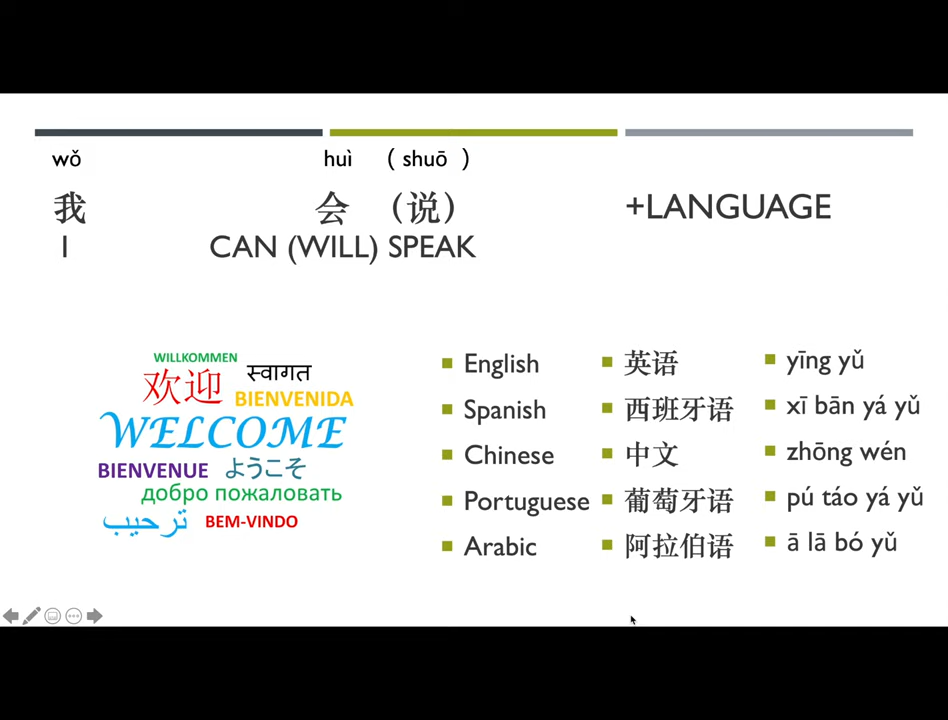 wǒ huì ( shuō )
我 会 (说) +LANGUAGE
I CAN (WILL) SPEAK
WILLKOMMEN
欢迎 स्वागत
BIENVENIDA
WELCOME
BIENVENUE ようこそ
добро пожаловать
ترحيب BEM-VINDO
English 英语 yīng yǔ
Spanish 西班牙语 xī bān yá yǔ
Chinese 中文 zhōng wén
Portuguese 葡萄牙语 pú táo yá yǔ
Arabic 阿拉伯语 ā lā bó yǔ